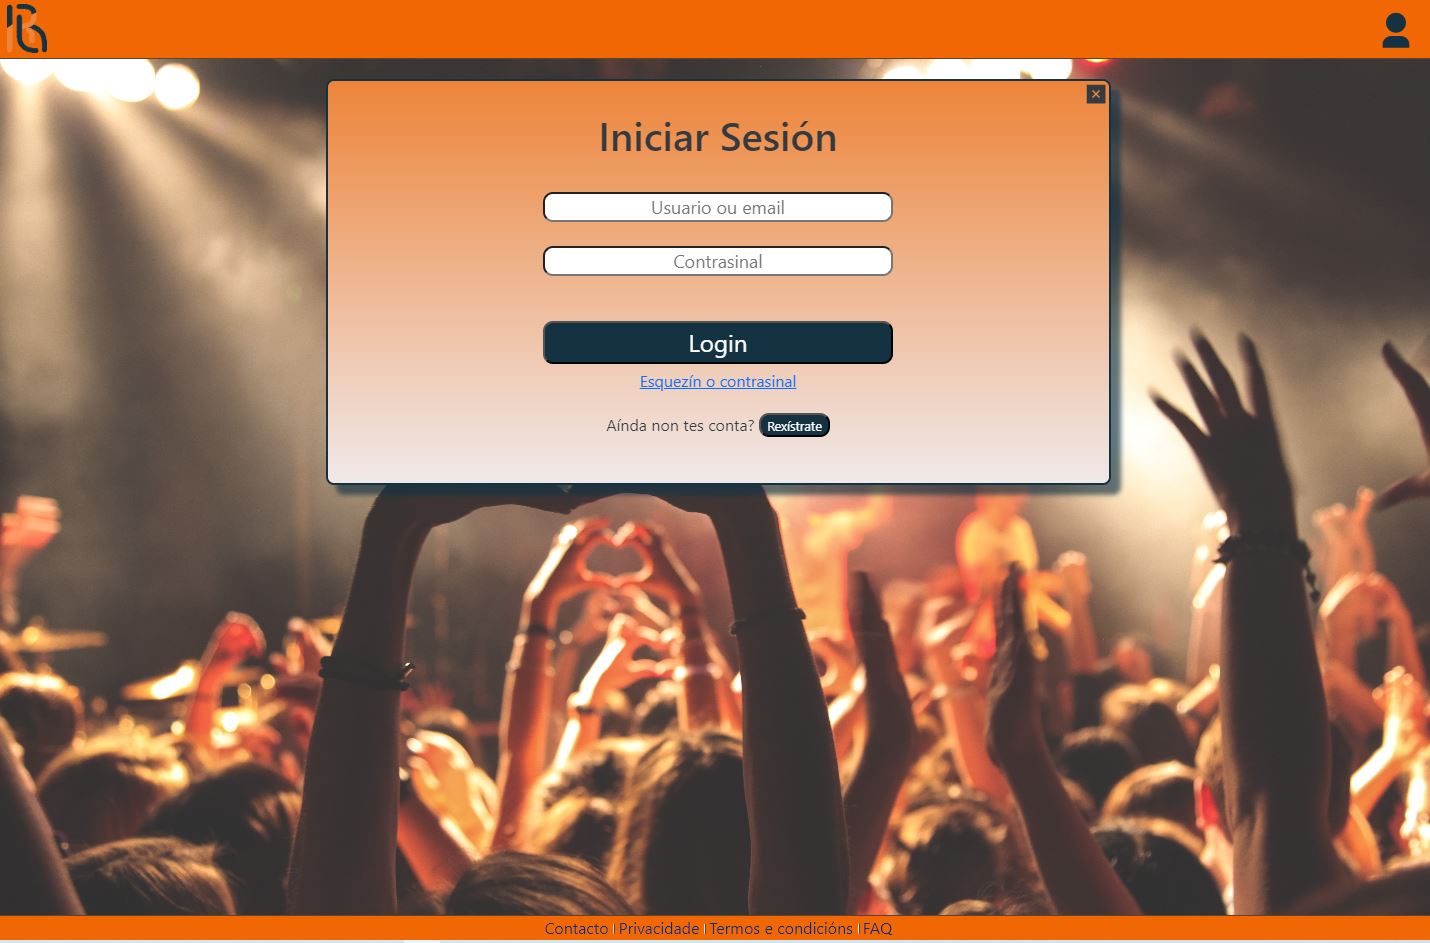 Iniciar Sesión
Usuario ou email
Contrasinal
Login
Esquezín o contrasinal
Aínda non tes conta? Rexístrate
Contacto | Privacidade | Termos e condicións | FAQ